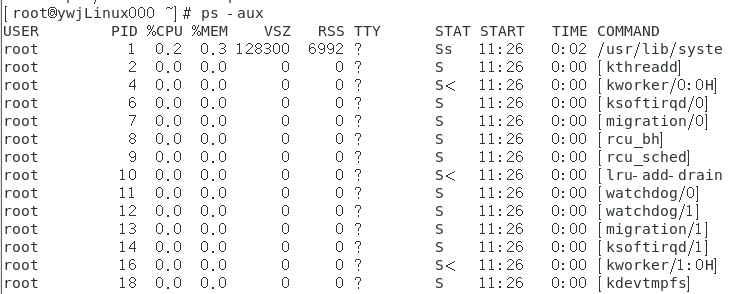 [root@ywjLinux000 ~]# ps -aux
USER PID %CPU %MEM VSZ RSS TTY STAT START TIME COMMAND
root 1 0.2 0.3 128300 6992 ? Ss 11:26 0:02 /usr/lib/syste
root 2 0.0 0.0 0 0 ? S 11:26 0:00 [kthreadd]
root 4 0.0 0.0 0 0 ? S< 11:26 0:00 [kworker/0:0H]
root 6 0.0 0.0 0 0 ? S 11:26 0:00 [ksoftirqd/0]
root 7 0.0 0.0 0 0 ? S 11:26 0:00 [migration/0]
root 8 0.0 0.0 0 0 ? S 11:26 0:00 [rcu_bh]
root 9 0.0 0.0 0 0 ? S 11:26 0:00 [rcu_sched]
root 10 0.0 0.0 0 0 ? S< 11:26 0:00 [lru-add-drain
root 11 0.0 0.0 0 0 ? S 11:26 0:00 [watchdog/0]
root 12 0.0 0.0 0 0 ? S 11:26 0:00 [watchdog/1]
root 13 0.0 0.0 0 0 ? S 11:26 0:00 [migration/1]
root 14 0.0 0.0 0 0 ? S 11:26 0:00 [ksoftirqd/1]
root 16 0.0 0.0 0 0 ? S< 11:26 0:00 [kworker/1:0H]
root 18 0.0 0.0 0 0 ? S 11:26 0:00 [kdevtmpfs]